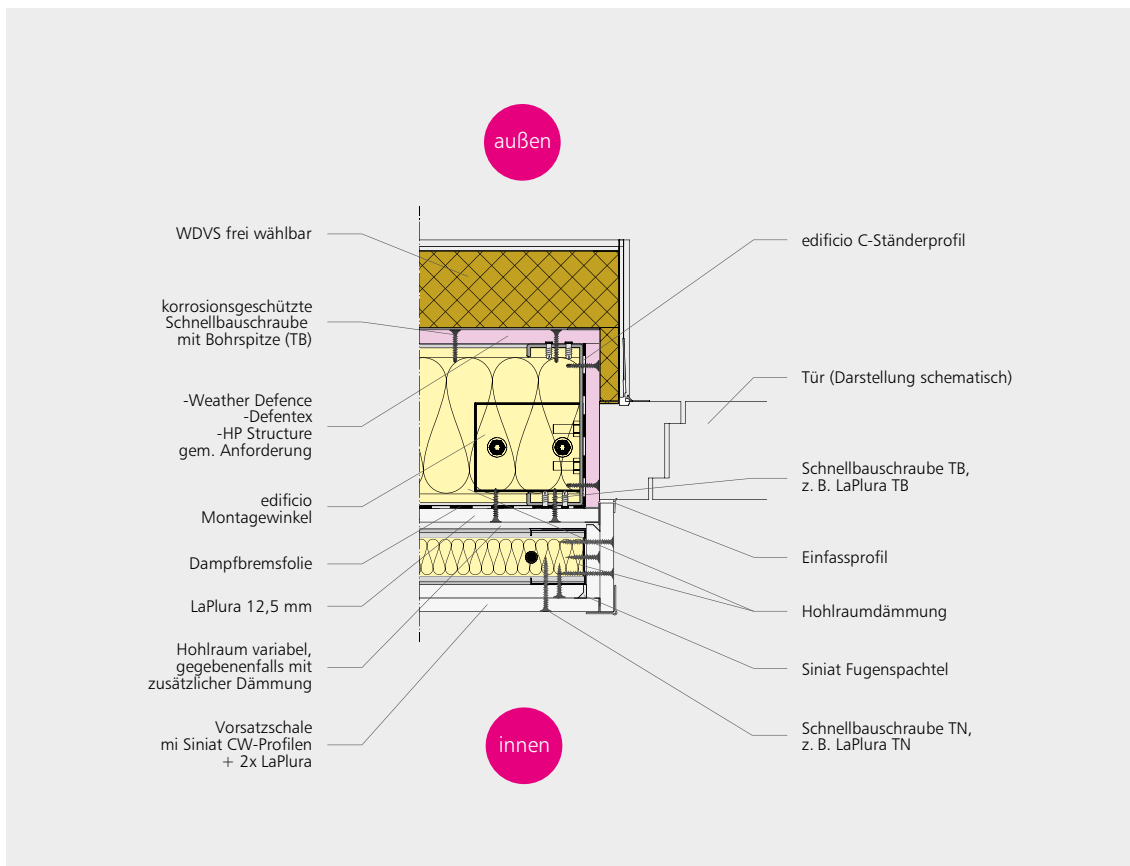 außen
WDVS frei wählbar
korrosionsgeschützte
Schnellbauschraube
mit Bohrspitze (TB)
-Weather Defence
-Defentex
-HP Structure
gem. Anforderung
edificio
Montagewinkel
Dampfbremsfolie
LaPlura 12,5 mm
Hohlraum variabel,
gegebenenfalls mit
zusätzlicher Dämmung
Vorsatzschale
mi Siniat CW-Profilen
+ 2x LaPlura
edificio C-Ständerprofil
Tür (Darstellung schematisch)
Schnellbauschraube TB,
z. B. LaPlura TB
Einfassprofil
Hohlraumdämmung
Siniat Fugenspachtel
Schnellbauschraube TN,
z. B. LaPlura TN
innen